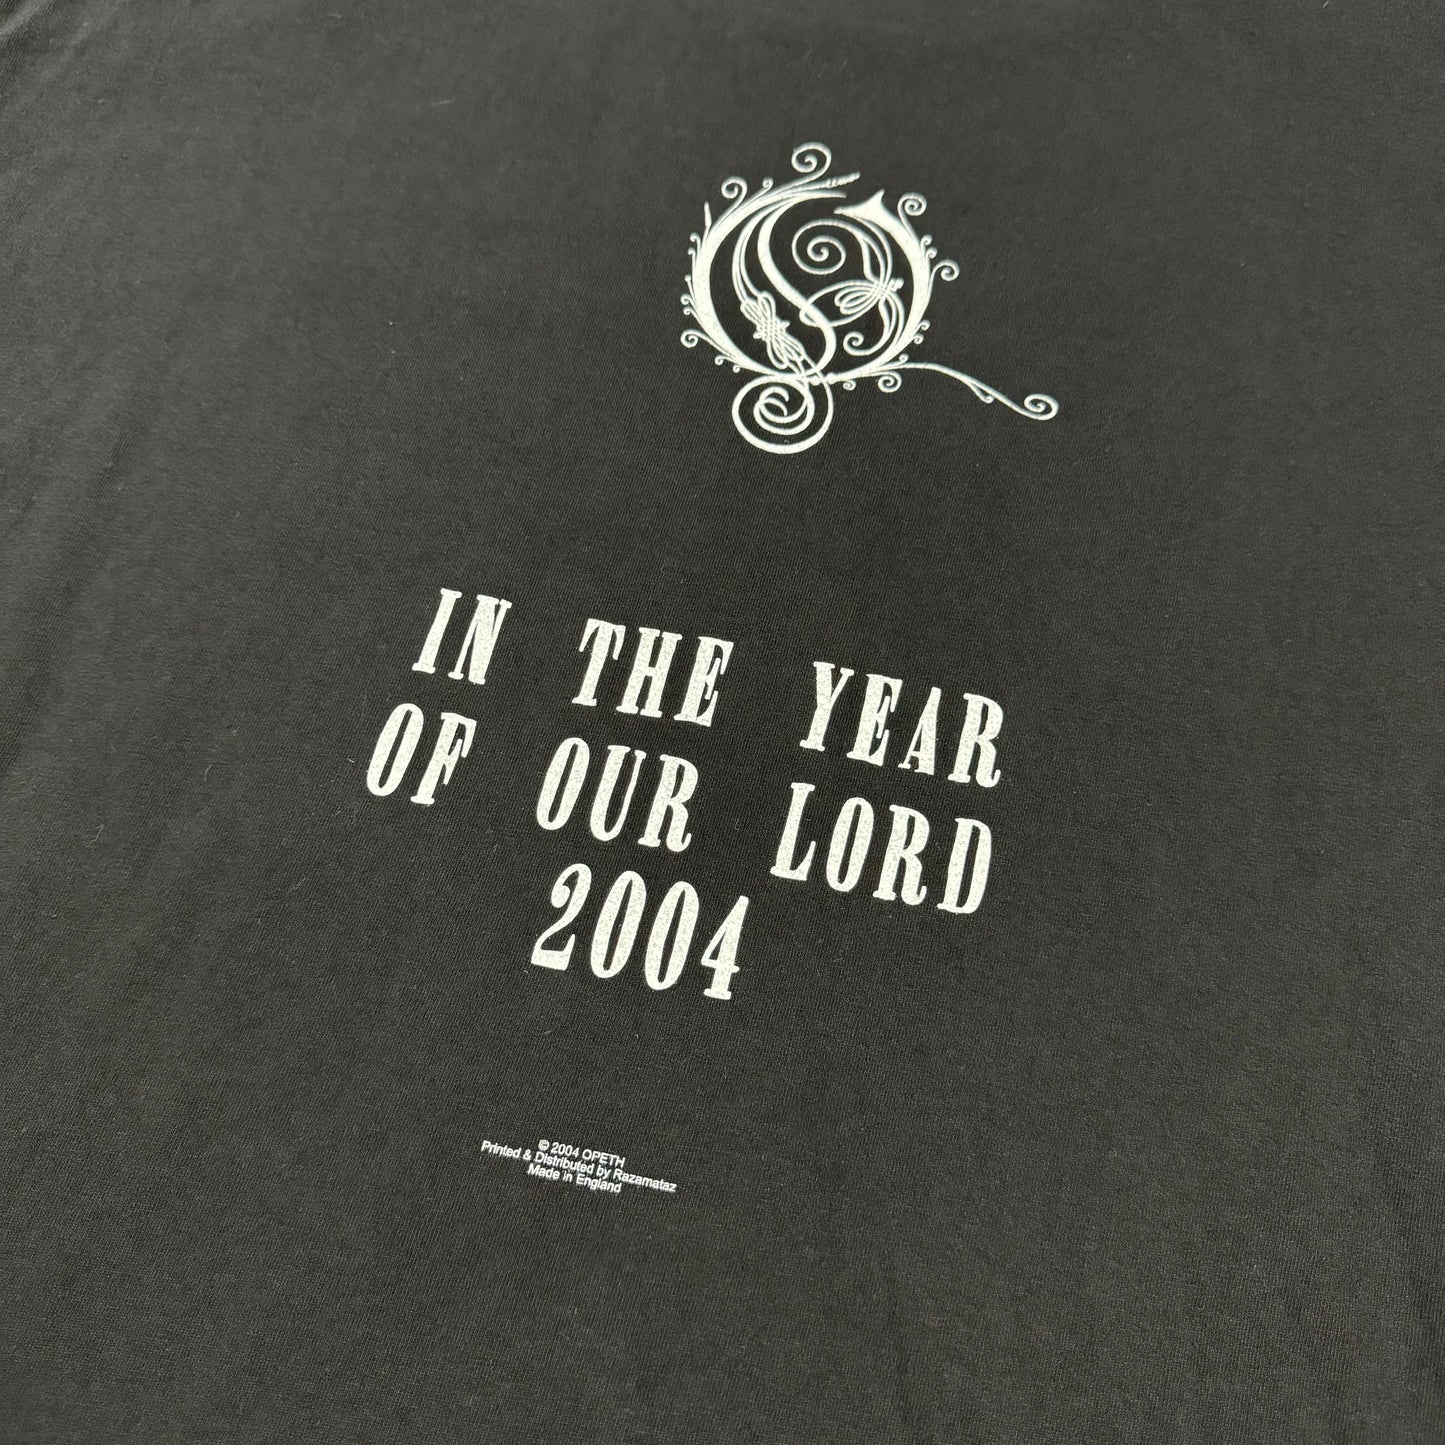 IN THE YEAR
OF OUR LORD
2004
© 2004 OPETH
Printed & Distributed by Razamataz
Made in England